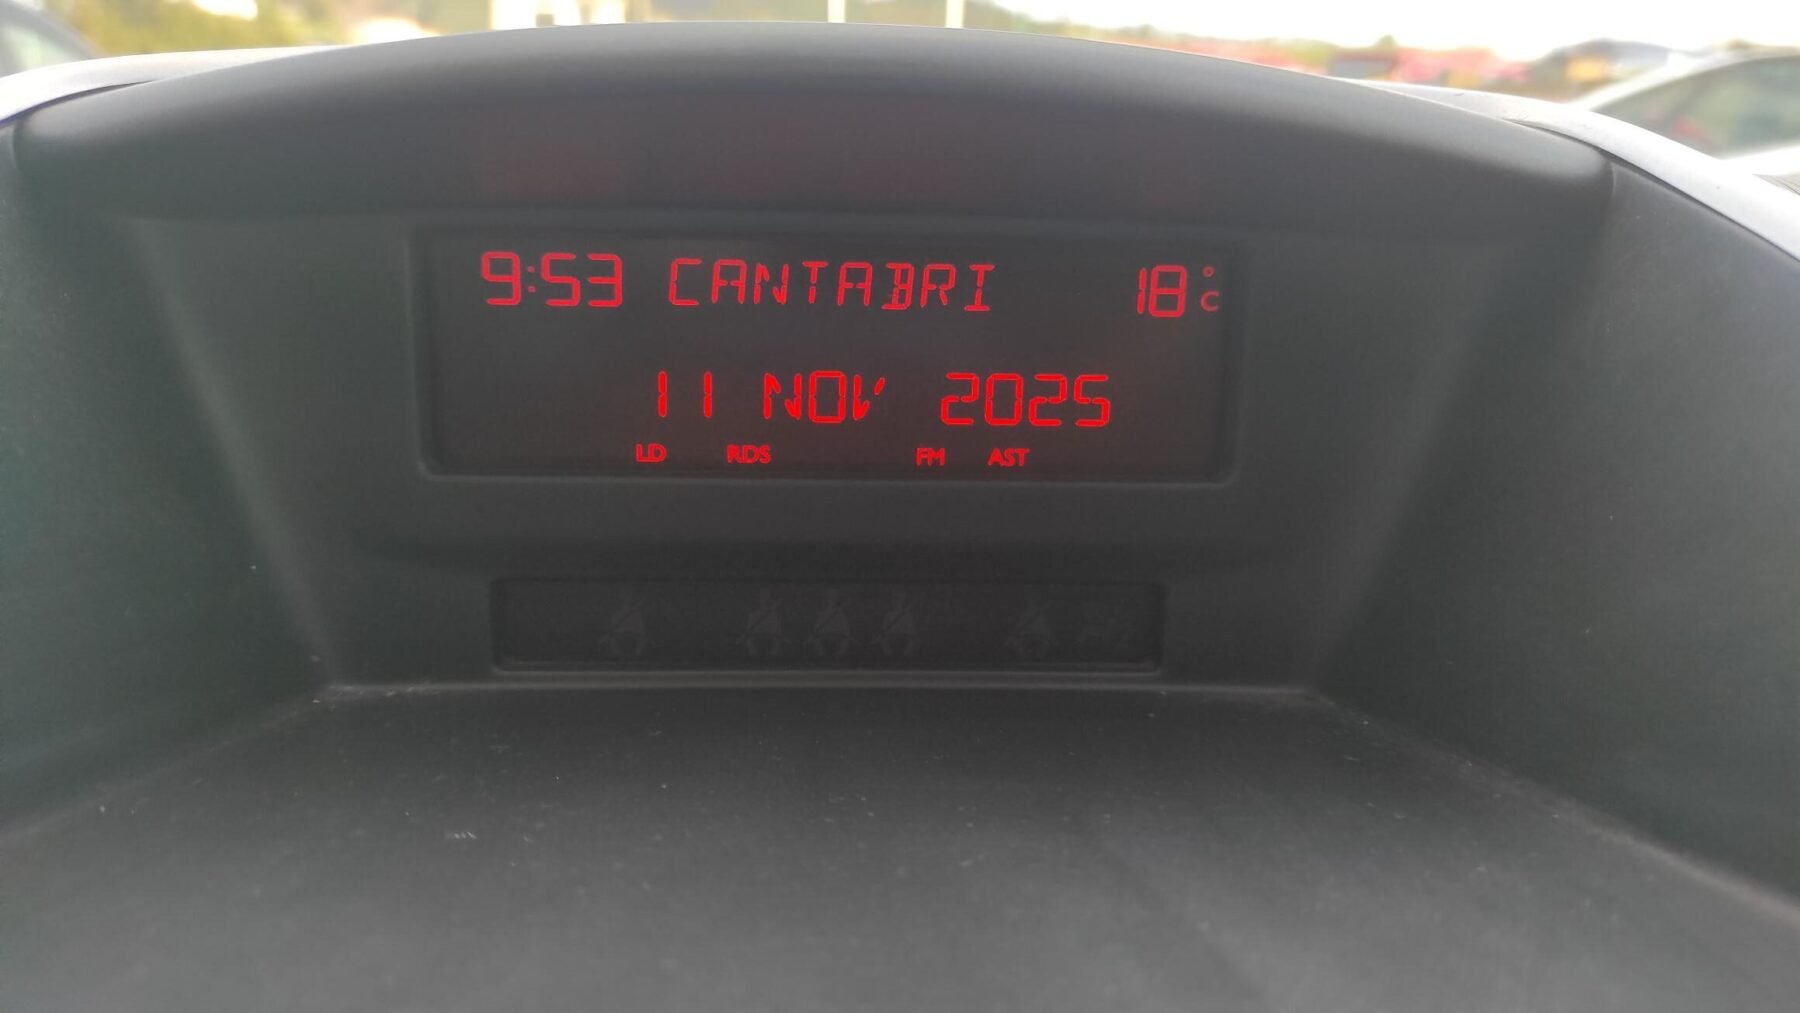 9:53 CANTABRI 18°C
11 NOV 2025
LD RDS FM AST